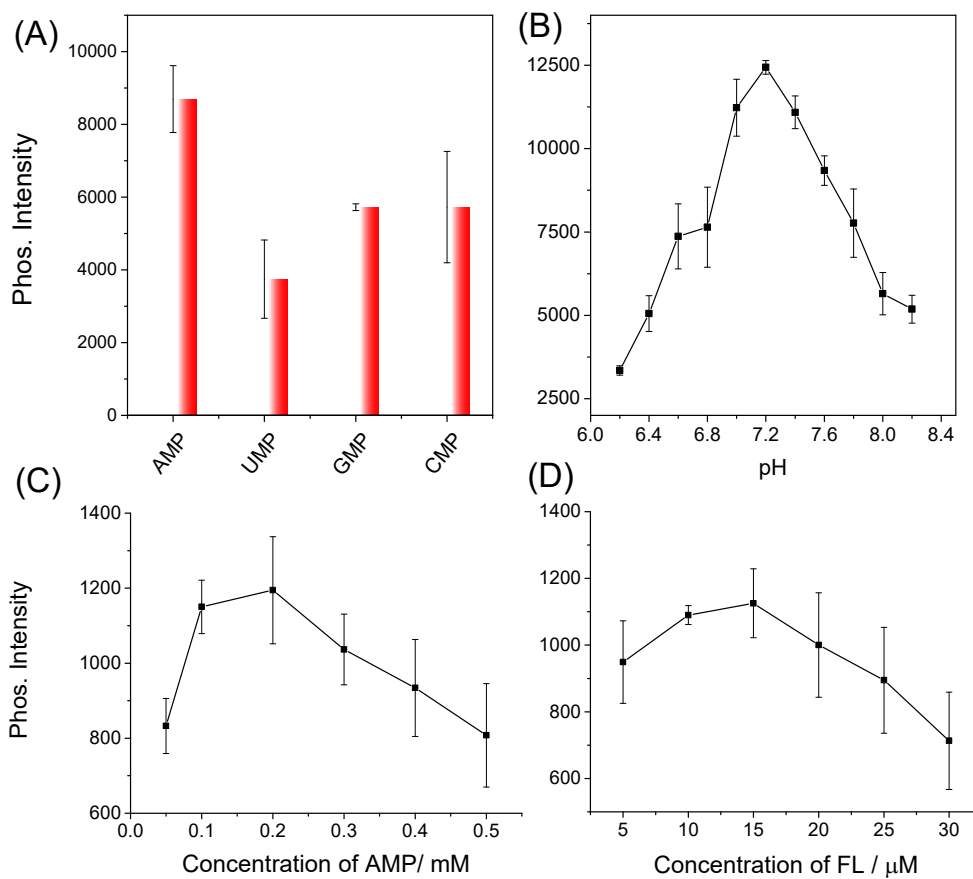 (A)
Phos. Intensity
10000
8000
6000
4000
2000
0
AMP
UMP
GMP
CMP
(B)
12500
10000
7500
5000
2500
6.0 6.4 6.8 7.2 7.6 8.0 8.4
pH
(C)
Phos. Intensity
1400
1200
1000
800
600
0.0 0.1 0.2 0.3 0.4 0.5
Concentration of AMP/ mM
(D)
1400
1200
1000
800
600
5 10 15 20 25 30
Concentration of FL / μM